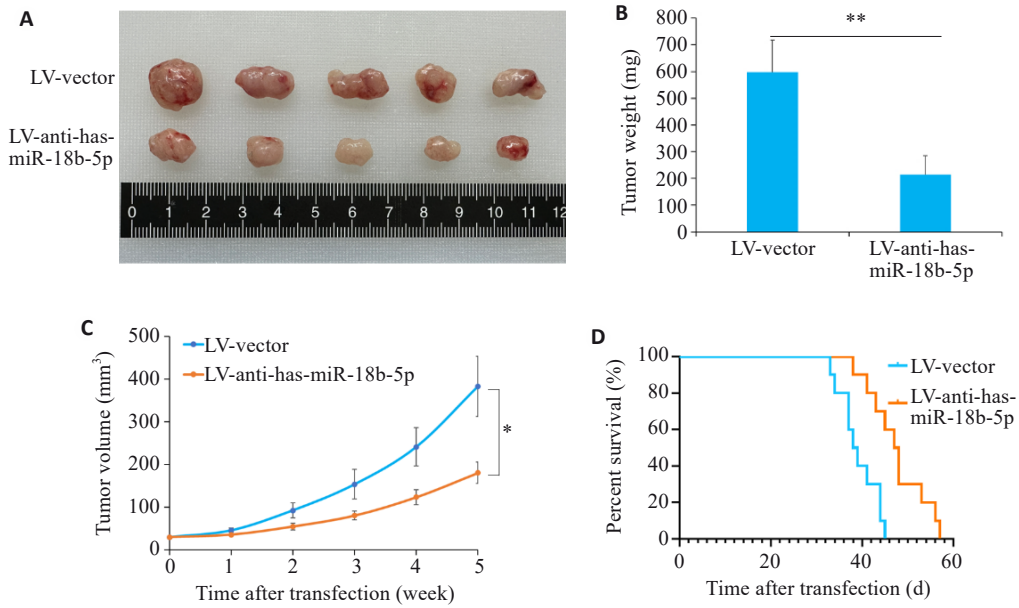 A
LV-vector
LV-anti-has-
miR-18b-5p
0 1 2 3 4 5 6 7 8 9 10 11 12
B
800
700
600
500
400
300
200
100
0
Tumor weight (mg)
**
LV-vector
LV-anti-has-
miR-18b-5p
C
500
400
300
200
100
0
Tumor volume (mm³)
LV-vector
LV-anti-has-miR-18b-5p
*
0 1 2 3 4 5
Time after transfection (week)
D
100
80
60
40
20
0
Percent survival (%)
LV-vector
LV-anti-has-
miR-18b-5p
0 20 40 60
Time after transfection (d)